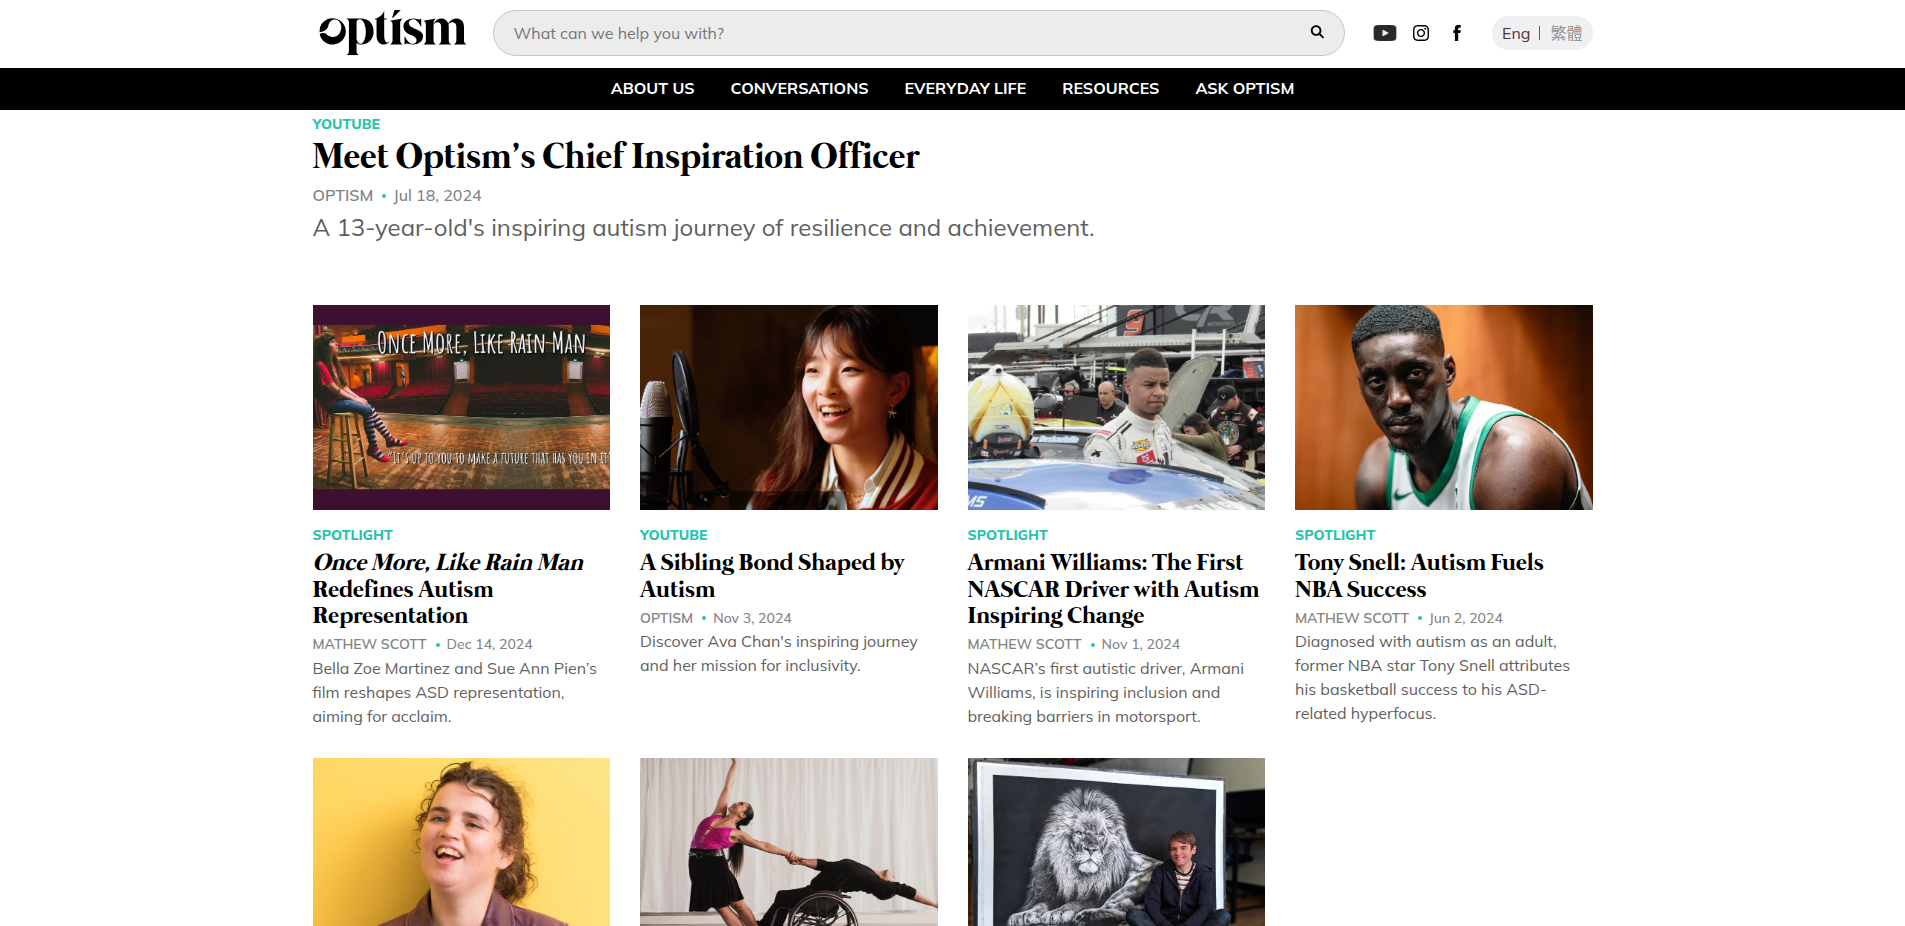 optism
What can we help you with?
Eng | 繁體
ABOUT US CONVERSATIONS EVERYDAY LIFE RESOURCES ASK OPTISM
YOUTUBE
Meet Optism's Chief Inspiration Officer
OPTISM • Jul 18, 2024
A 13-year-old's inspiring autism journey of resilience and achievement.
ONCE MORE, LIKE RAIN MAN
"IT'S UP TO YOU TO MAKE A FUTURE THAT HAS YOU IN IT
SPOTLIGHT
Once More, Like Rain Man
Redefines Autism
Representation
MATHEW SCOTT • Dec 14, 2024
Bella Zoe Martinez and Sue Ann Pien's
film reshapes ASD representation,
aiming for acclaim.
YOUTUBE
A Sibling Bond Shaped by
Autism
OPTISM • Nov 3, 2024
Discover Ava Chan's inspiring journey
and her mission for inclusivity.
SPOTLIGHT
Armani Williams: The First
NASCAR Driver with Autism
Inspiring Change
MATHEW SCOTT • Nov 1, 2024
NASCAR's first autistic driver, Armani
Williams, is inspiring inclusion and
breaking barriers in motorsport.
SPOTLIGHT
Tony Snell: Autism Fuels
NBA Success
MATHEW SCOTT • Jun 2, 2024
Diagnosed with autism as an adult,
former NBA star Tony Snell attributes
his basketball success to his ASD-
related hyperfocus.